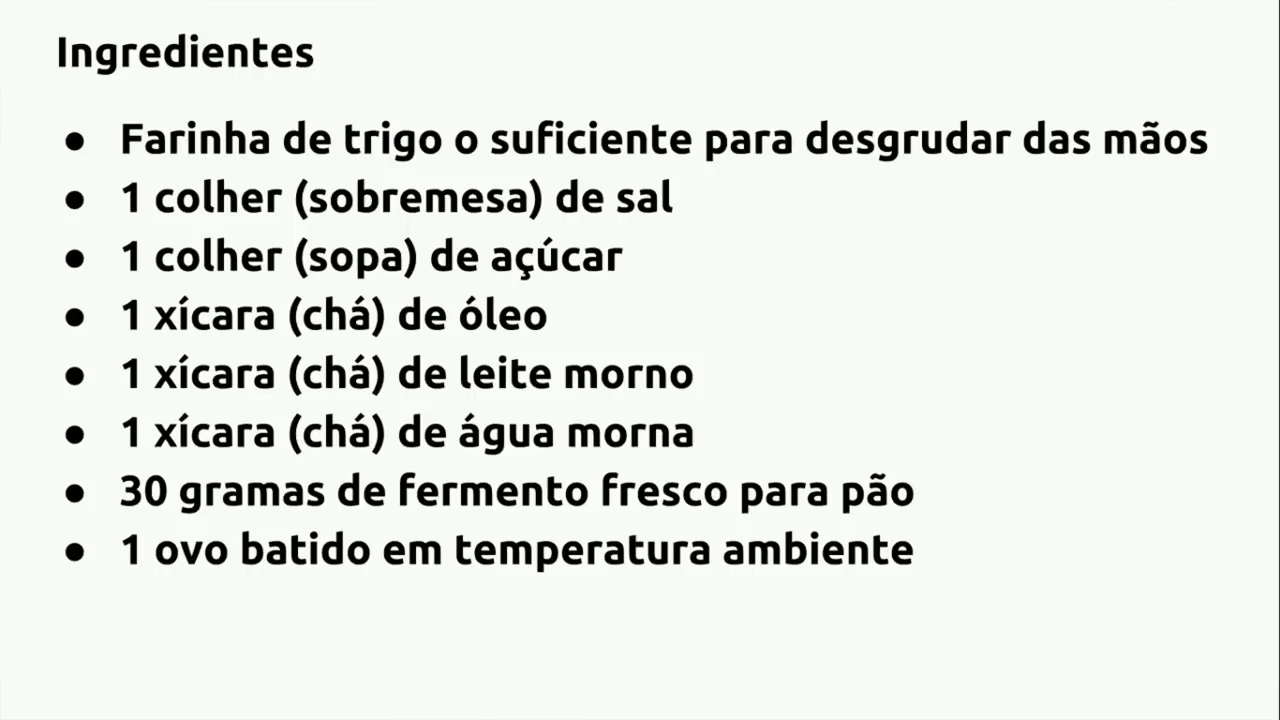 Ingredientes
● Farinha de trigo o suficiente para desgrudar das mãos
● 1 colher (sobremesa) de sal
● 1 colher (sopa) de açúcar
● 1 xícara (chá) de óleo
● 1 xícara (chá) de leite morno
● 1 xícara (chá) de água morna
● 30 gramas de fermento fresco para pão
● 1 ovo batido em temperatura ambiente